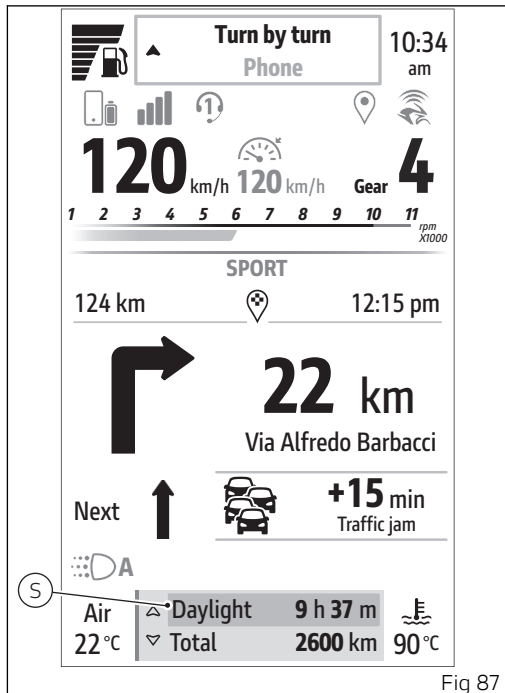 Turn by turn
Phone
10:34
am
1
120 km/h 120 km/h Gear 4
1 2 3 4 5 6 7 8 9 10 11
rpm
X1000
SPORT
124 km 12:15 pm
22 km
Via Alfredo Barbacci
Next
+15 min
Traffic jam
A
S
Air Daylight 9 h 37 m
22 °C Total 2600 km 90 °C
Fig 87